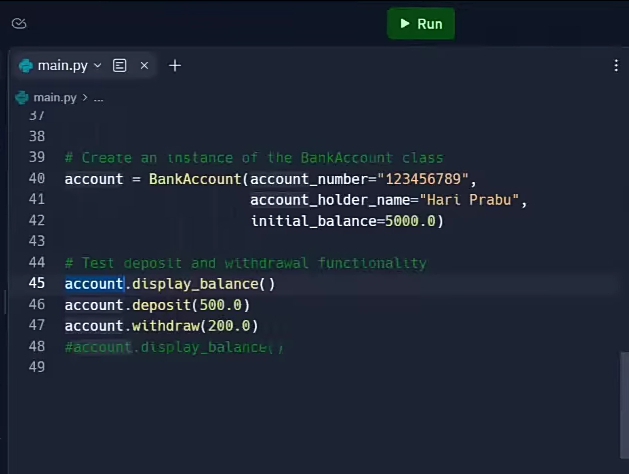 Run
main.py
main.py > ...
37
38
39 # Create an instance of the BankAccount class
40 account = BankAccount(account_number="123456789",
41 account_holder_name="Hari Prabu",
42 initial_balance=5000.0)
43
44 # Test deposit and withdrawal functionality
45 account.display_balance()
46 account.deposit(500.0)
47 account.withdraw(200.0)
48 #account.display_balance()
49